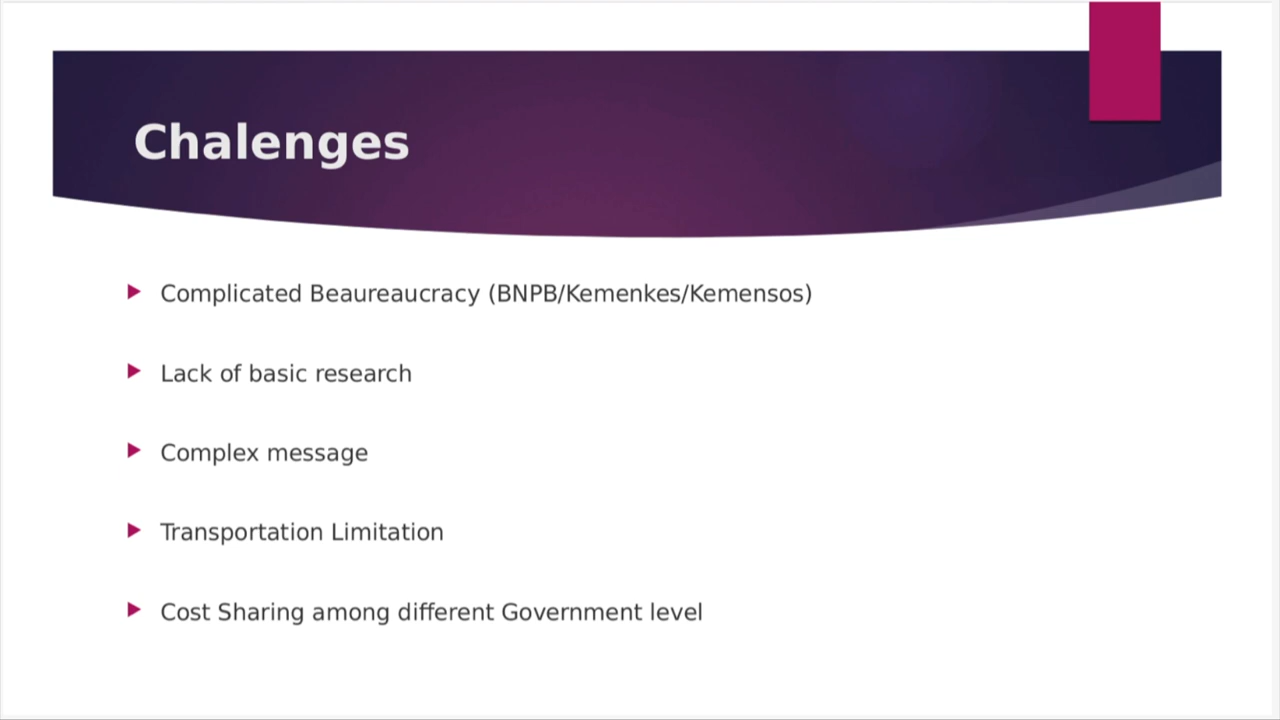 Chalenges
Complicated Beaureaucracy (BNPB/Kemenkes/Kemensos)
Lack of basic research
Complex message
Transportation Limitation
Cost Sharing among different Government level